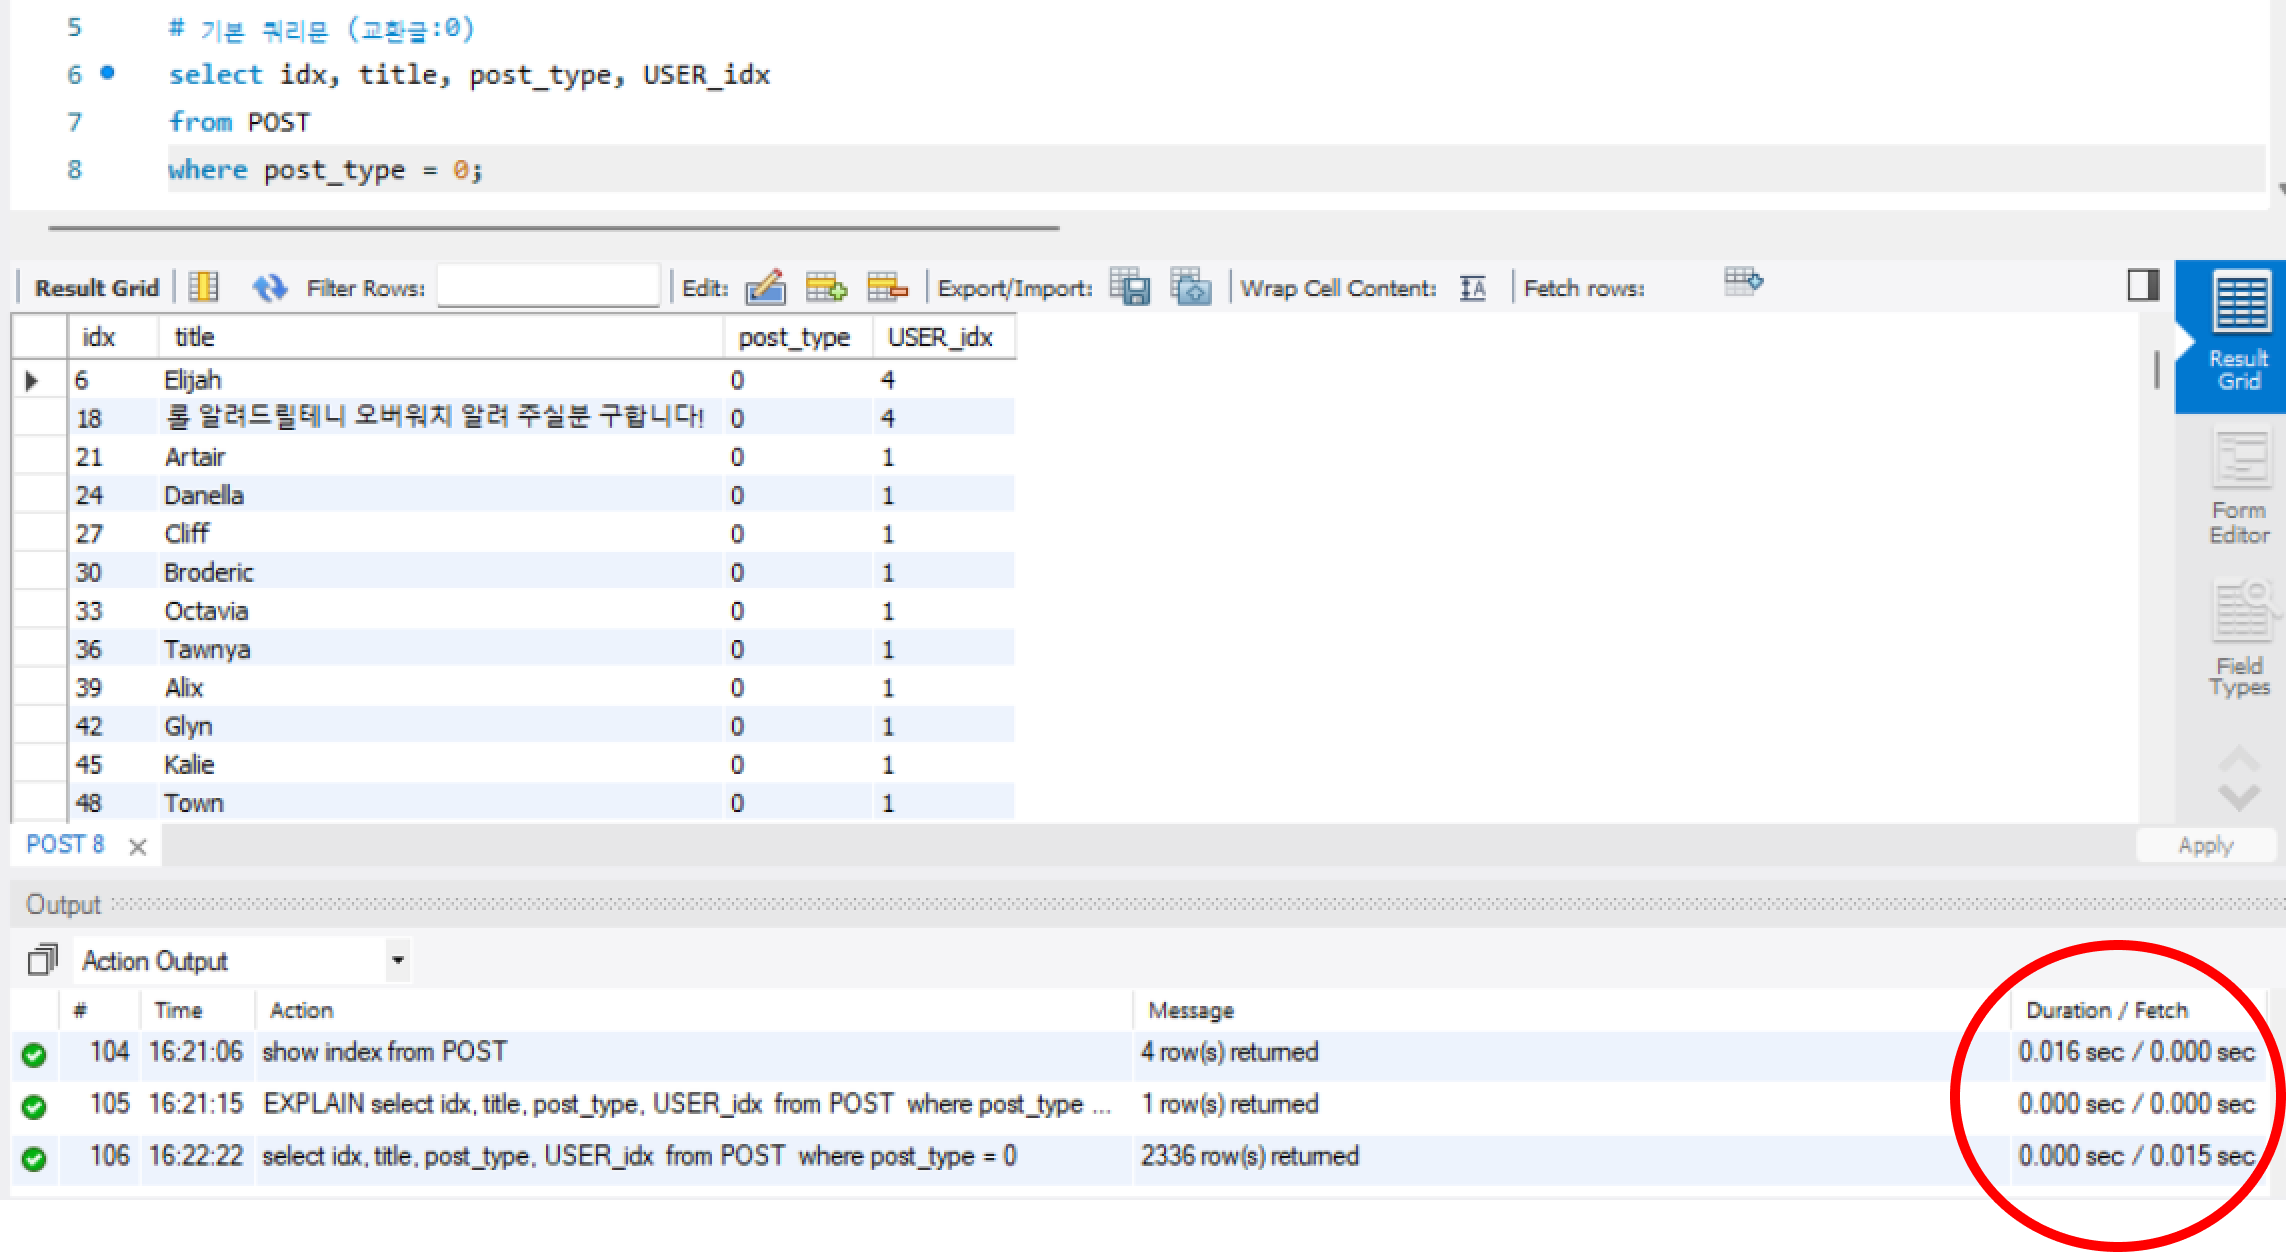 5 # 기본 쿼리문 (교환글:0)
6 select idx, title, post_type, USER_idx
7 from POST
8 where post_type = 0;
Result Grid Filter Rows: Edit: Export/Import: Wrap Cell Content: Fetch rows:
idx title post_type USER_idx
6 Elijah 0 4
18 롤 알려드릴테니 오버워치 알려 주실분 구합니다! 0 4
21 Artair 0 1
24 Danella 0 1
27 Cliff 0 1
30 Broderic 0 1
33 Octavia 0 1
36 Tawnya 0 1
39 Alix 0 1
42 Glyn 0 1
45 Kalie 0 1
48 Town 0 1
Result
Grid
Form
Editor
Field
Types
POST 8 Apply
Output
Action Output
# Time Action Message Duration / Fetch
104 16:21:06 show index from POST 4 row(s) returned 0.016 sec / 0.000 sec
105 16:21:15 EXPLAIN select idx, title, post_type, USER_idx from POST where post_type ... 1 row(s) returned 0.000 sec / 0.000 sec
106 16:22:22 select idx, title, post_type, USER_idx from POST where post_type = 0 2336 row(s) returned 0.000 sec / 0.015 sec